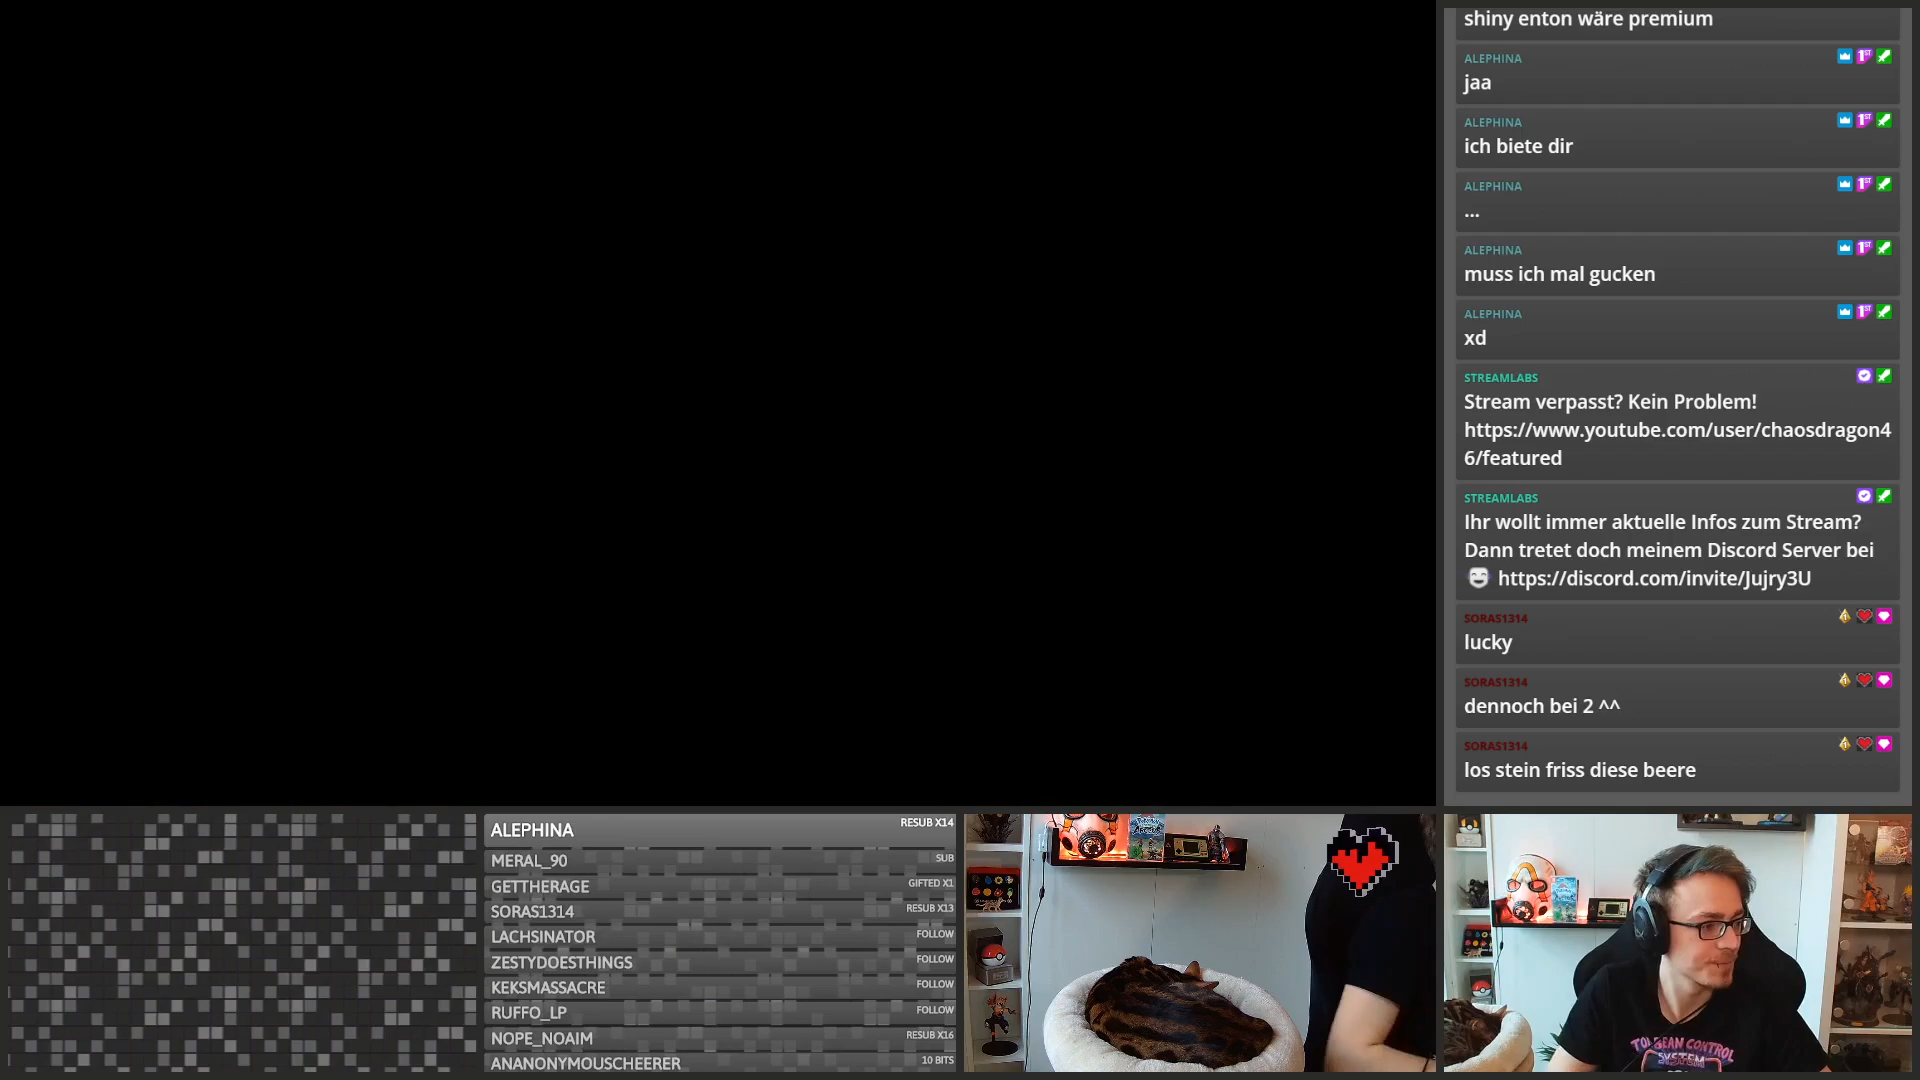 shiny enton wäre premium
ALEPHINA
jaa
ALEPHINA
ich biete dir
ALEPHINA
...
ALEPHINA
muss ich mal gucken
ALEPHINA
xd
STREAMLABS
Stream verpasst? Kein Problem!
https://www.youtube.com/user/chaosdragon4
6/featured
STREAMLABS
Ihr wollt immer aktuelle Infos zum Stream?
Dann tretet doch meinem Discord Server bei
https://discord.com/invite/Jujry3U
SORAS1314
lucky
SORAS1314
dennoch bei 2 ^^
SORAS1314
los stein friss diese beere
ALEPHINA RESUB X14
MERAL_90 SUB
GETTHERAGE GIFTED X1
SORAS1314 RESUB X13
LACHSINATOR FOLLOW
ZESTYDOESTHINGS FOLLOW
KEKSMASSACRE FOLLOW
RUFFO_LP FOLLOW
NOPE_NOAIM RESUB X16
ANANONYMOUSCHEERER 10 BITS
CONTROL
SYSTEM